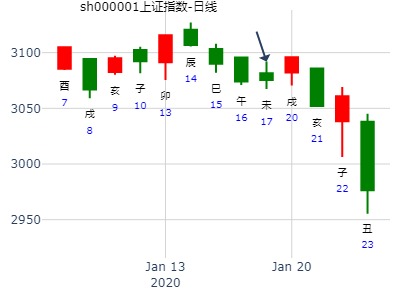 sh000001上证指数-日线
3100
3050
3000
2950
酉
7
戌
8
亥
9
子
10
卯
13
辰
14
巳
15
午
16
未
17
戌
20
亥
21
子
22
丑
23
Jan 13
2020
Jan 20